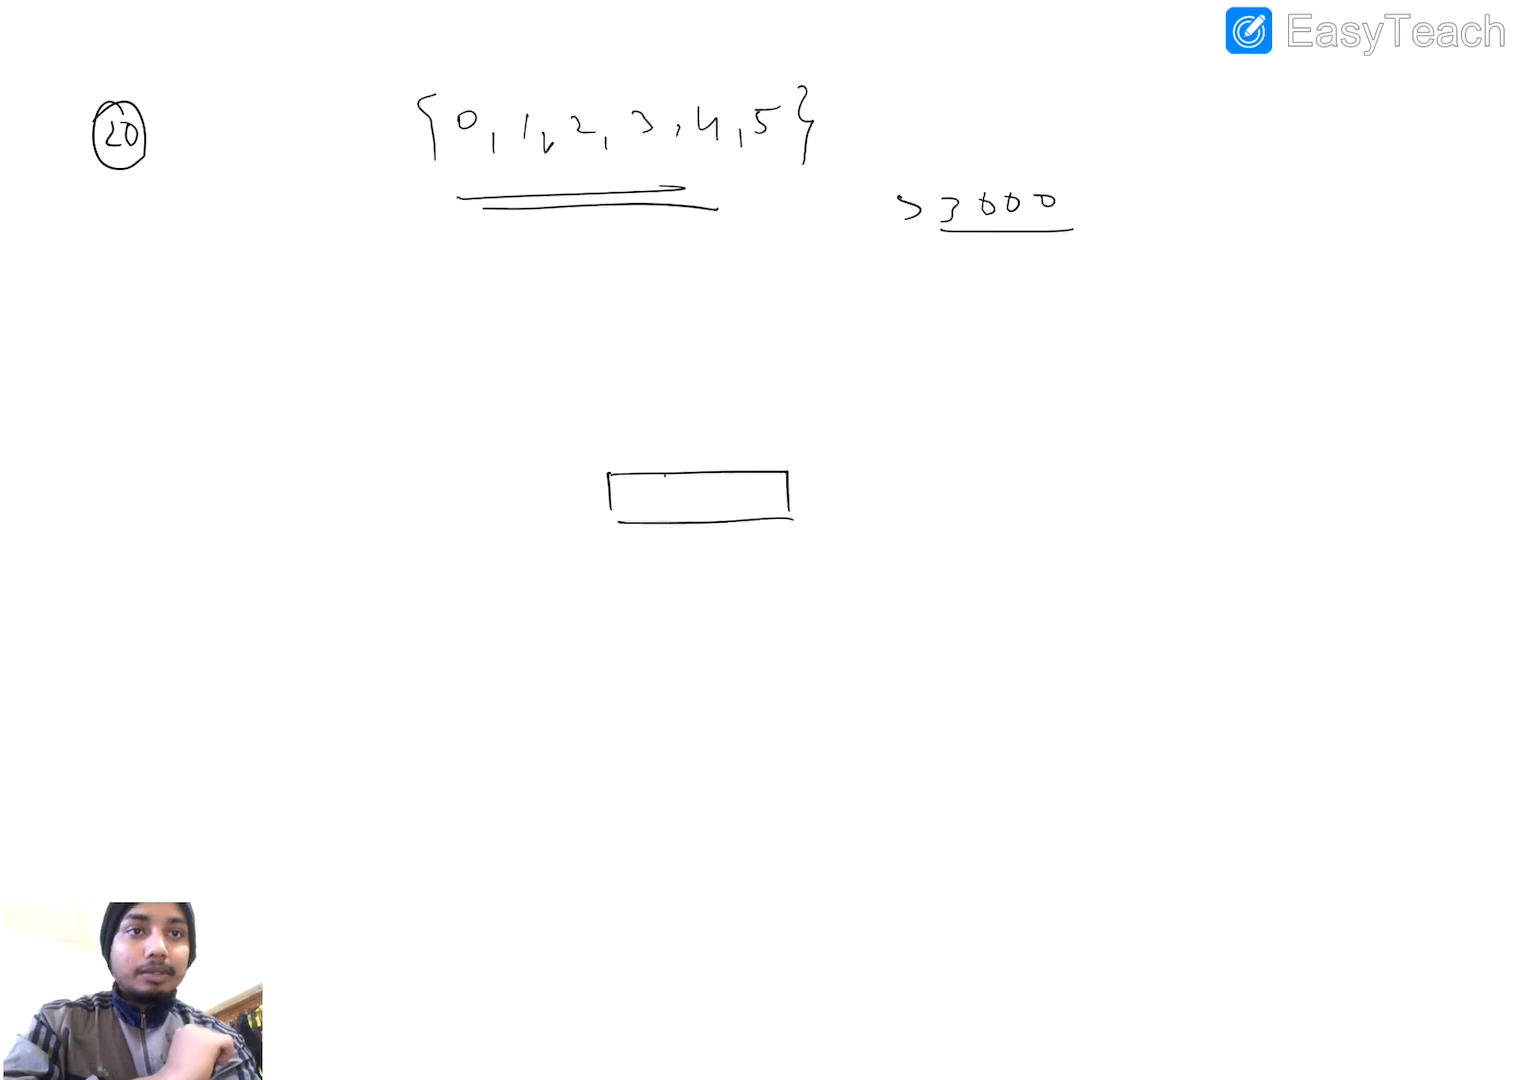 EasyTeach
20
{0, 1, 2, 3, 4, 5}
> 3000